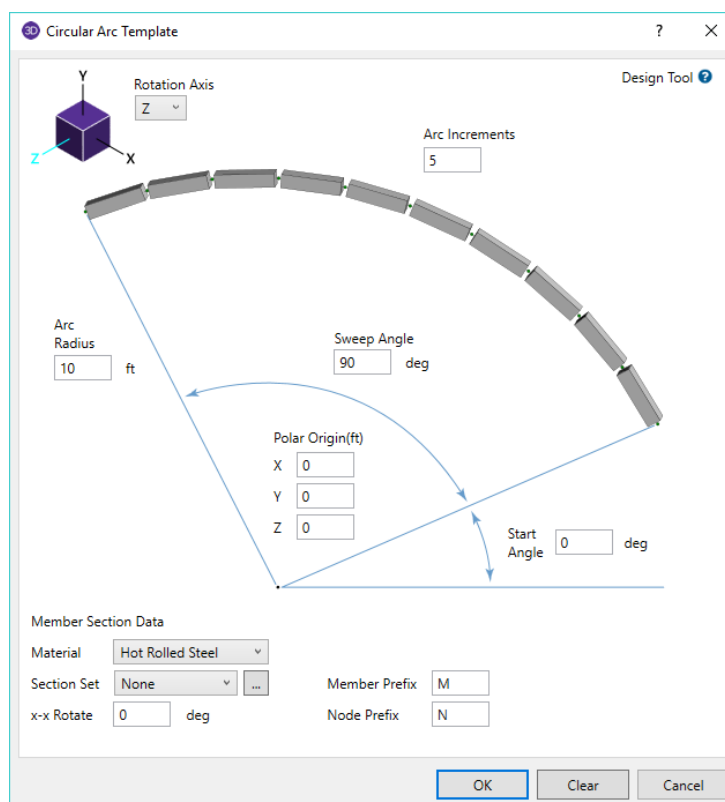 3D Circular Arc Template ? X
Y
Z
X
Rotation Axis
Z
Design Tool ?
Arc Increments
5
Arc
Radius
10 ft
Sweep Angle
90 deg
Polar Origin(ft)
X 0
Y 0
Z 0
Start
Angle
0 deg
Member Section Data
Material Hot Rolled Steel
Section Set None ... Member Prefix M
x-x Rotate 0 deg Node Prefix N
OK Clear Cancel